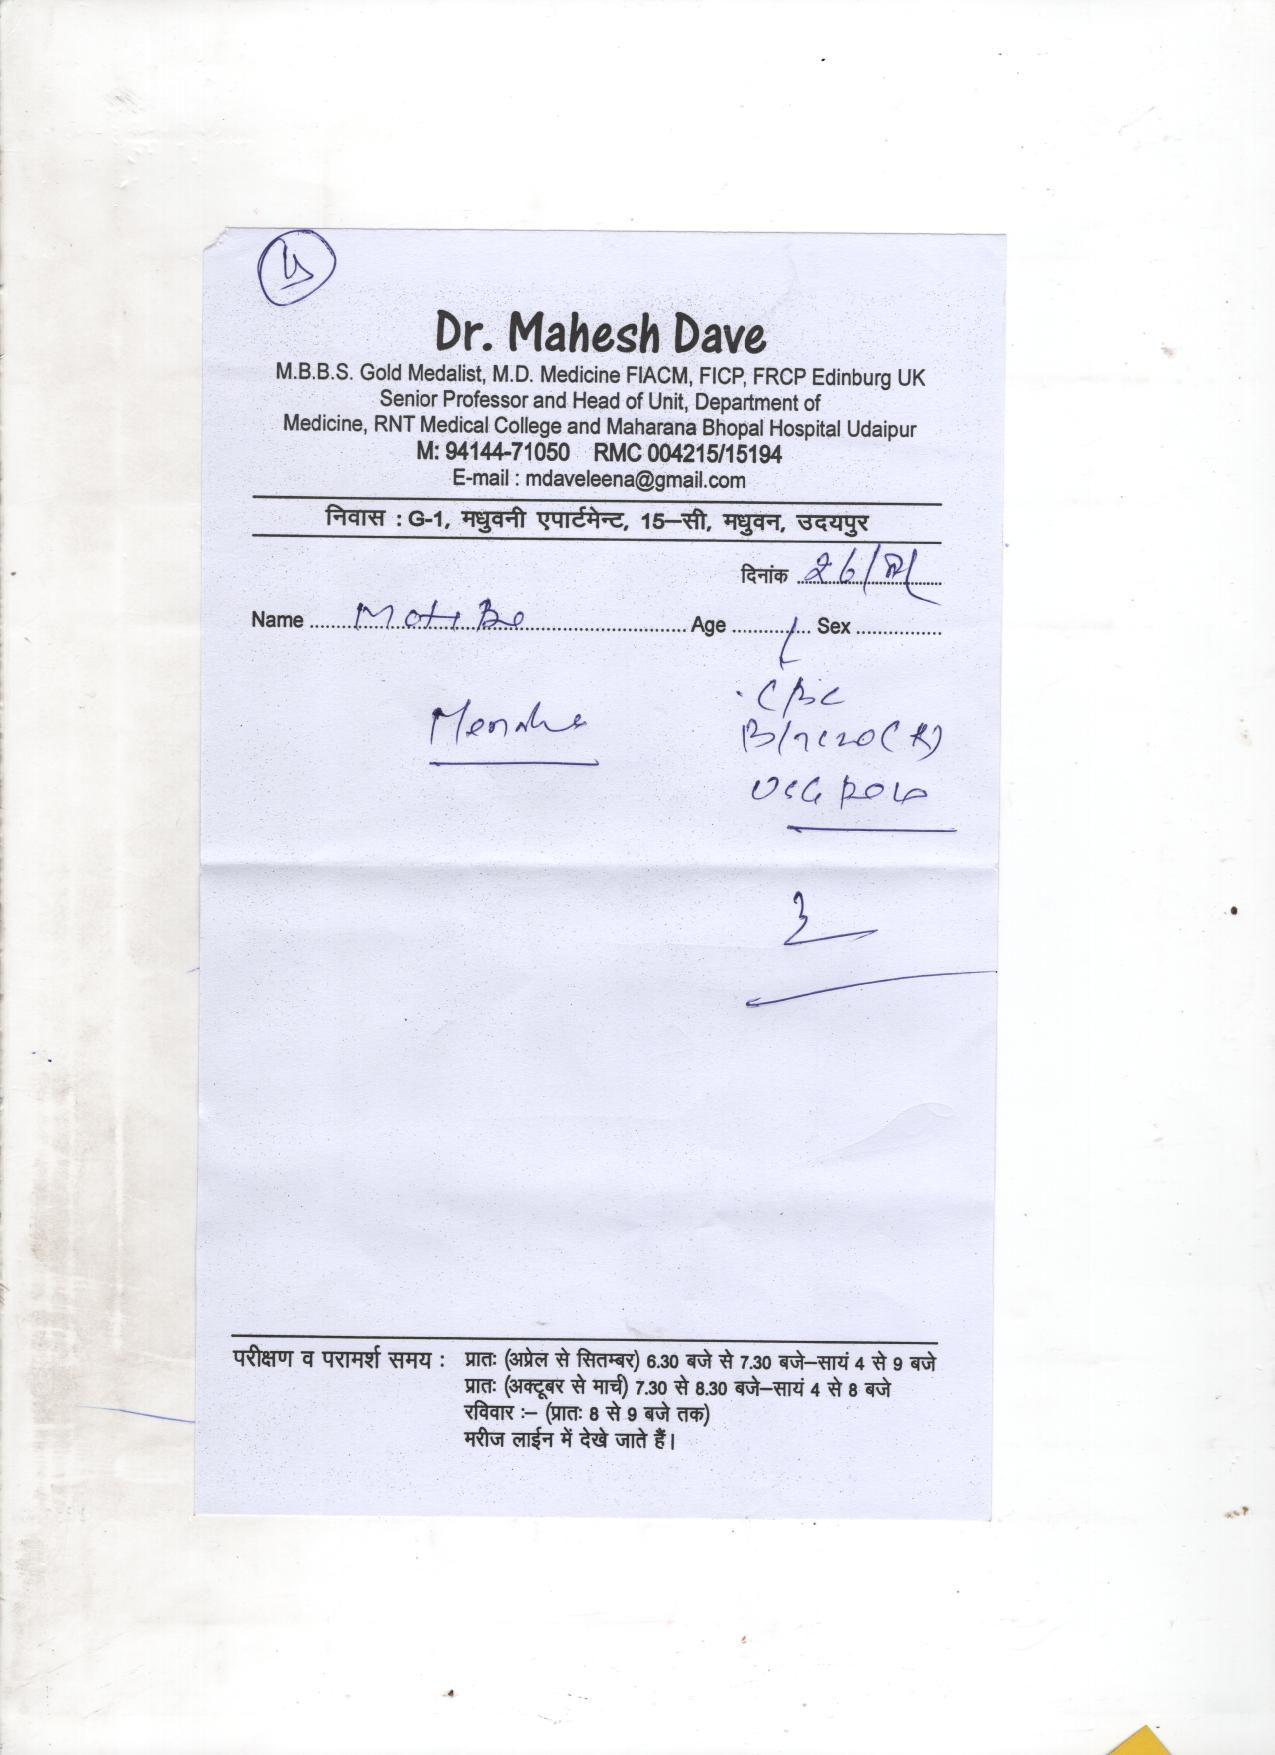 Dr. Mahesh Dave
M.B.B.S. Gold Medalist, M.D. Medicine FIACM, FICP, FRCP Edinburg UK
Senior Professor and Head of Unit, Department of
Medicine, RNT Medical College and Maharana Bhopal Hospital Udaipur
M: 94144-71050 RMC 004215/15194
E-mail : mdaveleena@gmail.com
निवास : G-1, मधुवनी एपार्टमेन्ट, 15–सी, मधुवन, उदयपुर
दिनांक 26/
Name Age Sex
CBC
परीक्षण व परामर्श समय : प्रातः (अप्रेल से सितम्बर) 6.30 बजे से 7.30 बजे–सायं 4 से 9 बजे
प्रातः (अक्टूबर से मार्च) 7.30 से 8.30 बजे–सायं 4 से 8 बजे
रविवार :– (प्रातः 8 से 9 बजे तक)
मरीज लाईन में देखे जाते हैं।